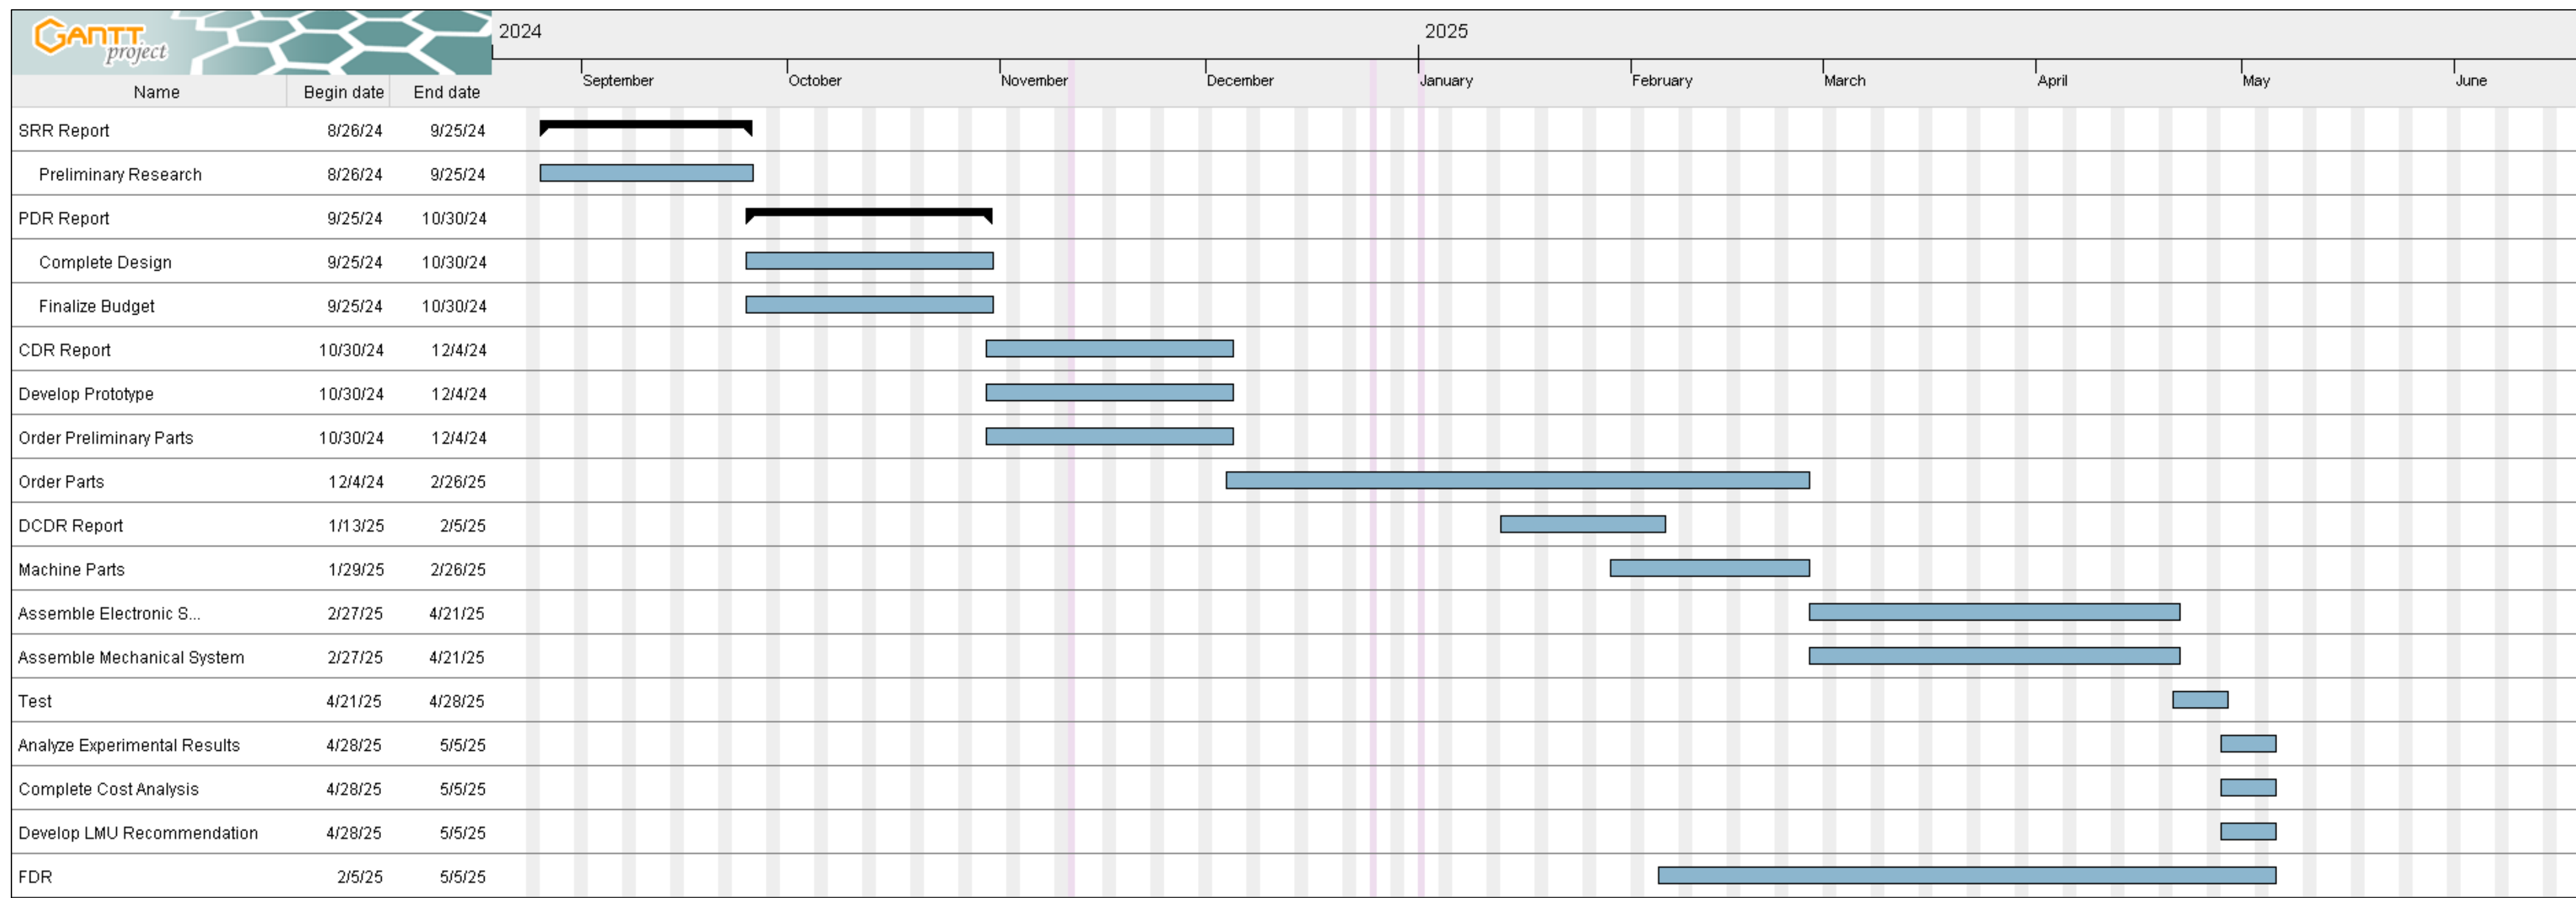 GANTT project
2024 2025
September October November December January February March April May June
Name Begin date End date
SRR Report 8/26/24 9/25/24
Preliminary Research 8/26/24 9/25/24
PDR Report 9/25/24 10/30/24
Complete Design 9/25/24 10/30/24
Finalize Budget 9/25/24 10/30/24
CDR Report 10/30/24 12/4/24
Develop Prototype 10/30/24 12/4/24
Order Preliminary Parts 10/30/24 12/4/24
Order Parts 12/4/24 2/26/25
DCDR Report 1/13/25 2/5/25
Machine Parts 1/29/25 2/26/25
Assemble Electronic S... 2/27/25 4/21/25
Assemble Mechanical System 2/27/25 4/21/25
Test 4/21/25 4/28/25
Analyze Experimental Results 4/28/25 5/5/25
Complete Cost Analysis 4/28/25 5/5/25
Develop LMU Recommendation 4/28/25 5/5/25
FDR 2/5/25 5/5/25